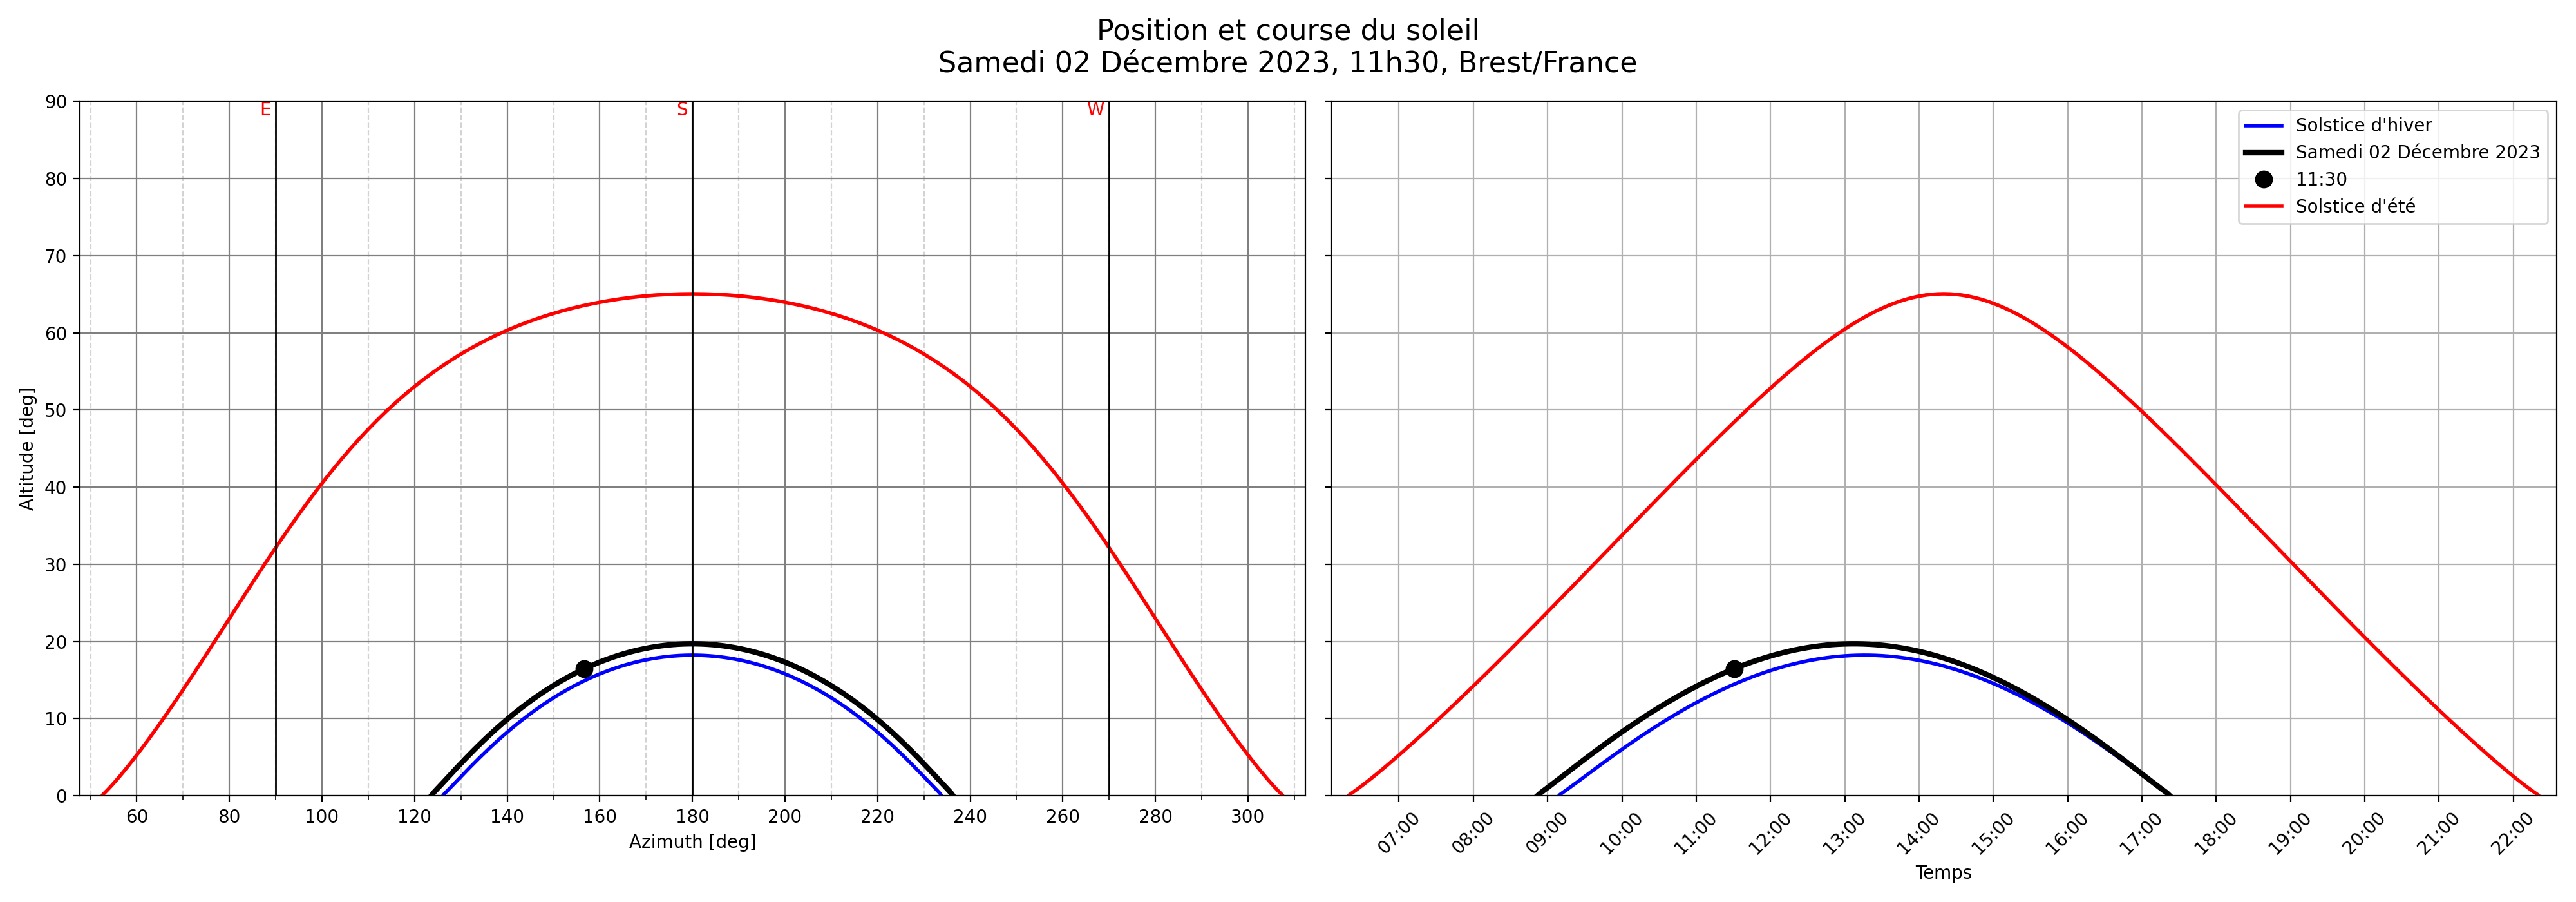 Position et course du soleil
Samedi 02 Décembre 2023, 11h30, Brest/France
E
S
W
90
80
70
60
50
40
30
20
10
0
Altitude [deg]
60 80 100 120 140 160 180 200 220 240 260 280 300
Azimuth [deg]
Solstice d'hiver
Samedi 02 Décembre 2023
11:30
Solstice d'été
07:00 08:00 09:00 10:00 11:00 12:00 13:00 14:00 15:00 16:00 17:00 18:00 19:00 20:00 21:00 22:00
Temps